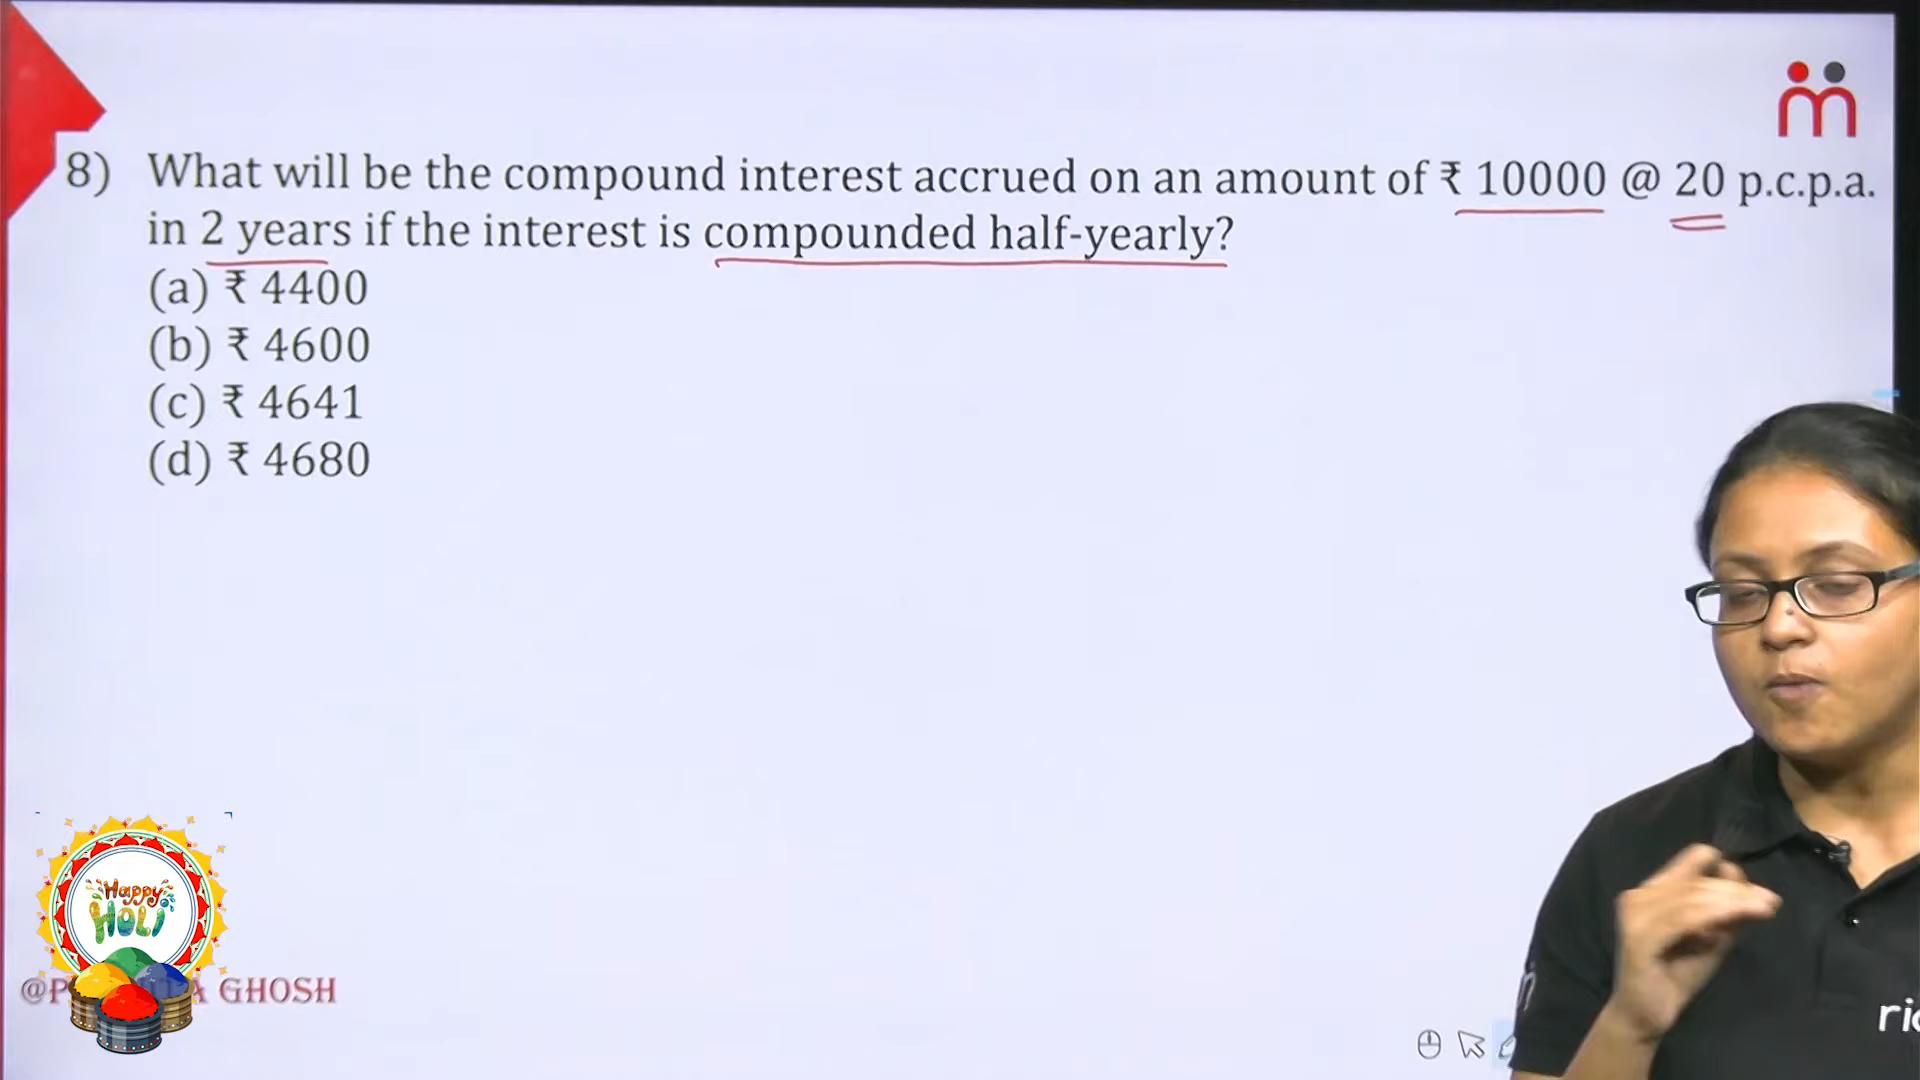 8) What will be the compound interest accrued on an amount of ₹ 10000 @ 20 p.c.p.a.
in 2 years if the interest is compounded half-yearly?
(a) ₹ 4400
(b) ₹ 4600
(c) ₹ 4641
(d) ₹ 4680
Happy
HOLI
GHOSH